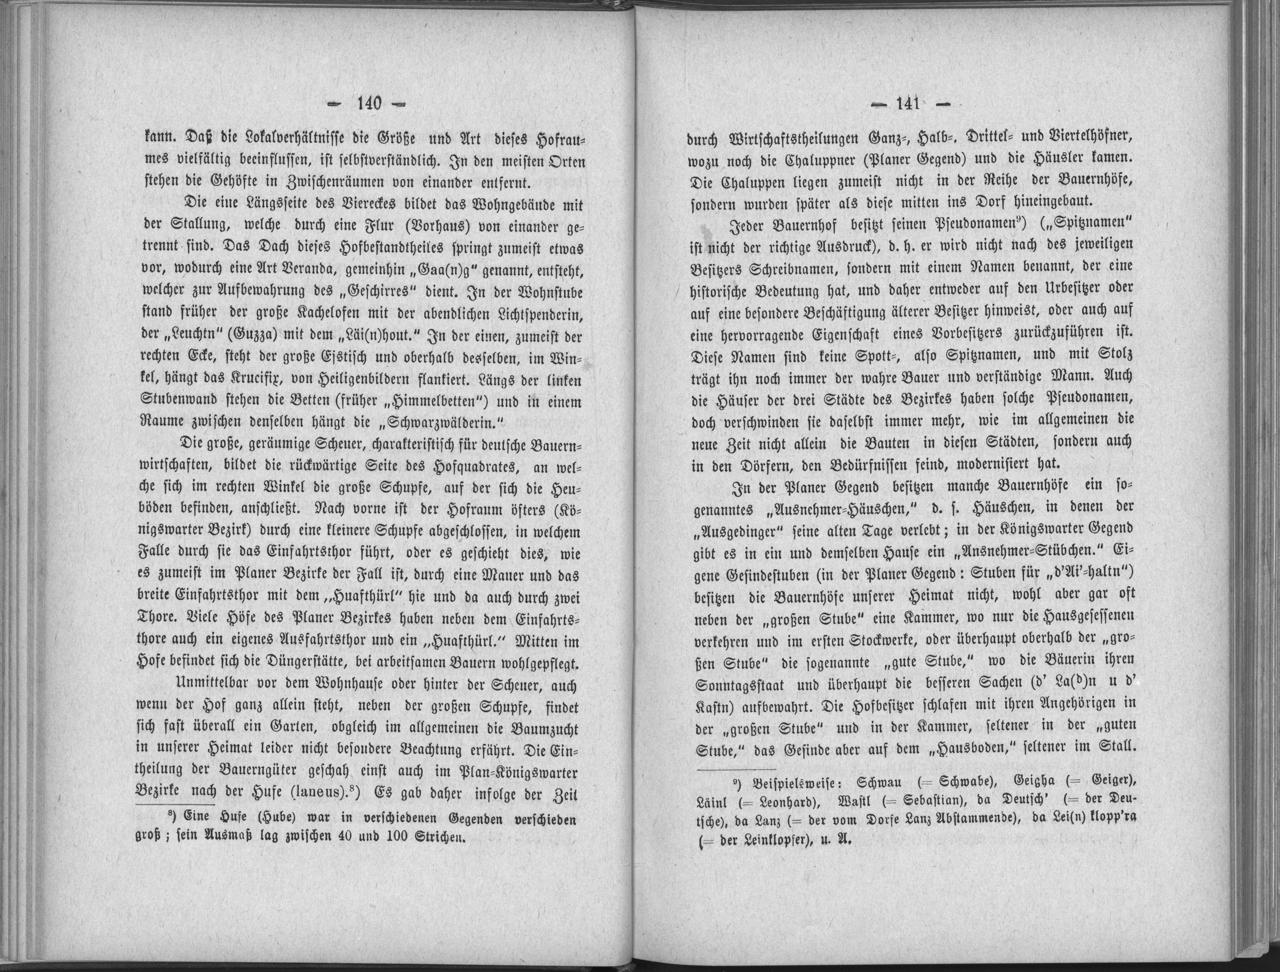 — 140 —
kann. Daß die Lokalverhältnisse die Größe und Art dieses Hofrau-
mes vielfältig beeinflussen, ist selbstverständlich. In den meisten Orten
stehen die Gehöfte in Zwischenräumen von einander entfernt.
Die eine Längsseite des Viereckes bildet das Wohngebäude mit
der Stallung, welche durch eine Flur (Vorhaus) von einander ge-
trennt sind. Das Dach dieses Hofbestandtheiles springt zumeist etwas
vor, wodurch eine Art Veranda, gemeinhin „Gaa(n)g“ genannt, entsteht,
welcher zur Aufbewahrung des „Geschirres“ dient. In der Wohnstube
stand früher der große Kachelofen mit der abendlichen Lichtspenderin,
der „Leuchtn“ (Guzza) mit dem „Läi(n)hout.“ In der einen, zumeist der
rechten Ecke, steht der große Eistisch und oberhalb desselben, im Win-
kel, hängt das Krucifix, von Heiligenbildern flankiert. Längs der linken
Stubenwand stehen die Betten (früher „Himmelbetten“) und in einem
Raume zwischen denselben hängt die „Schwarzwälderin.“
Die große, geräumige Scheuer, charakteristisch für deutsche Bauern-
wirtschaften, bildet die rückwärtige Seite des Hofquadrates, an wel-
che sich im rechten Winkel die große Schupfe, auf der sich die Heu-
böden befinden, anschließt. Nach vorne ist der Hofraum öfters (Kö-
nigswarter Bezirk) durch eine kleinere Schupfe abgeschlossen, in welchem
Falle durch sie das Einfahrtsthor führt, oder es geschieht dies, wie
es zumeist im Planer Bezirke der Fall ist, durch eine Mauer und das
breite Einfahrtsthor mit dem „Huafthürl“ hie und da auch durch zwei
Thore. Viele Höfe des Planer Bezirkes haben neben dem Einfahrts-
thore auch ein eigenes Ausfahrtsthor und ein „Huafthürl.“ Mitten im
Hofe befindet sich die Düngerstätte, bei arbeitsamen Bauern wohlgepflegt.
Unmittelbar vor dem Wohnhause oder hinter der Scheuer, auch
wenn der Hof ganz allein steht, neben der großen Schupfe, findet
sich fast überall ein Garten, obgleich im allgemeinen die Baumzucht
in unserer Heimat leider nicht besondere Beachtung erfährt. Die Ein-
theilung der Bauerngüter geschah einst auch im Plan-Königswarter
Bezirke nach der Hufe (laneus).⁸) Es gab daher infolge der Zeit
⁸) Eine Hufe (Hube) war in verschiedenen Gegenden verschieden
groß; sein Ausmaß lag zwischen 40 und 100 Strichen.
— 141 —
durch Wirtschaftstheilungen Ganz-, Halb-, Drittel- und Viertelhöfner,
wozu noch die Chaluppner (Planer Gegend) und die Häusler kamen.
Die Chaluppen liegen zumeist nicht in der Reihe der Bauernhöfe,
sondern wurden später als diese mitten ins Dorf hineingebaut.
Jeder Bauernhof besitzt seinen Pseudonamen⁹) („Spitznamen“
ist nicht der richtige Ausdruck), d. h. er wird nicht nach des jeweiligen
Besitzers Schreibnamen, sondern mit einem Namen benannt, der eine
historische Bedeutung hat, und daher entweder auf den Urbesitzer oder
auf eine besondere Beschäftigung älterer Besitzer hinweist, oder auch auf
eine hervorragende Eigenschaft eines Vorbesitzers zurückzuführen ist.
Diese Namen sind keine Spott-, also Spitznamen, und mit Stolz
trägt ihn noch immer der wahre Bauer und verständige Mann. Auch
die Häuser der drei Städte des Bezirkes haben solche Pseudonamen,
doch verschwinden sie daselbst immer mehr, wie im allgemeinen die
neue Zeit nicht allein die Bauten in diesen Städten, sondern auch
in den Dörfern, den Bedürfnissen feind, modernisiert hat.
In der Planer Gegend besitzen manche Bauernhöfe ein so-
genanntes „Ausnehmer-Häuschen,“ d. s. Häuschen, in denen der
„Ausgedinger“ seine alten Tage verlebt; in der Königswarter Gegend
gibt es in ein und demselben Hause ein „Ansnehmer-Stübchen.“ Ei-
gene Gesindestuben (in der Planer Gegend: Stuben für „d'Ai'-haltn“)
besitzen die Bauernhöfe unserer Heimat nicht, wohl aber gar oft
neben der „großen Stube“ eine Kammer, wo nur die Hausgesessenen
verkehren und im ersten Stockwerke, oder überhaupt oberhalb der „gro-
ßen Stube“ die sogenannte „gute Stube,“ wo die Bäuerin ihren
Sonntagsstaat und überhaupt die besseren Sachen (d' La(d)n u d'
Kastn) aufbewahrt. Die Hofbesitzer schlafen mit ihren Angehörigen in
der „großen Stube“ und in der Kammer, seltener in der „guten
Stube,“ das Gesinde aber auf dem „Hausboden,“ seltener im Stall.
⁹) Beispielsweise: Schwau (= Schwabe), Geigha (= Geiger),
Läinl (= Leonhard), Wastl (= Sebastian), da Deutsch' (= der Deu-
tsche), da Lanz (= der vom Dorfe Lanz Abstammende), da Lei(n) klopp'ra
(= der Leinklopfer), u. A.